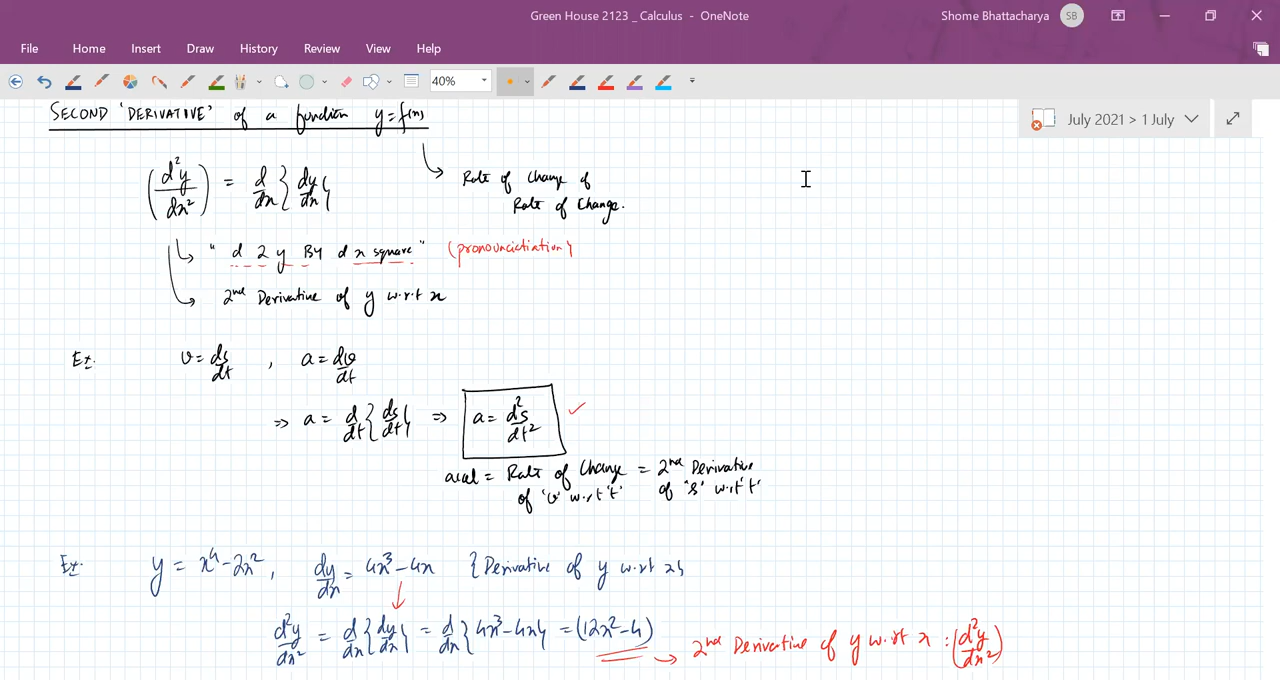 Green House 2123 _ Calculus - OneNote
Shome Bhattacharya SB
File Home Insert Draw History Review View Help
40%
July 2021 > 1 July
SECOND 'DERIVATIVE' of a function y=f(x)
(d²y/dx²) = d/dx {dy/dx}
Rate of Change of
Rate of Change.
" d 2 y By d x square " (pronounciation)
2nd Derivative of y w.r.t x
Ex. v = ds/dt , a = dv/dt
⇒ a = d/dt {ds/dt} ⇒ a = d²s/dt² ✓
accel = Rate of Change = 2nd Derivative
of 'v' w.r.t 't' of 's' w.r.t 't'
Ex. y = x⁴ - 2x², dy/dx = 4x³ - 4x {Derivative of y w.r.t x}
d²y/dx² = d/dx {dy/dx} = d/dx {4x³ - 4x} = (12x² - 4)
2nd Derivative of y w.r.t x : (d²y/dx²)